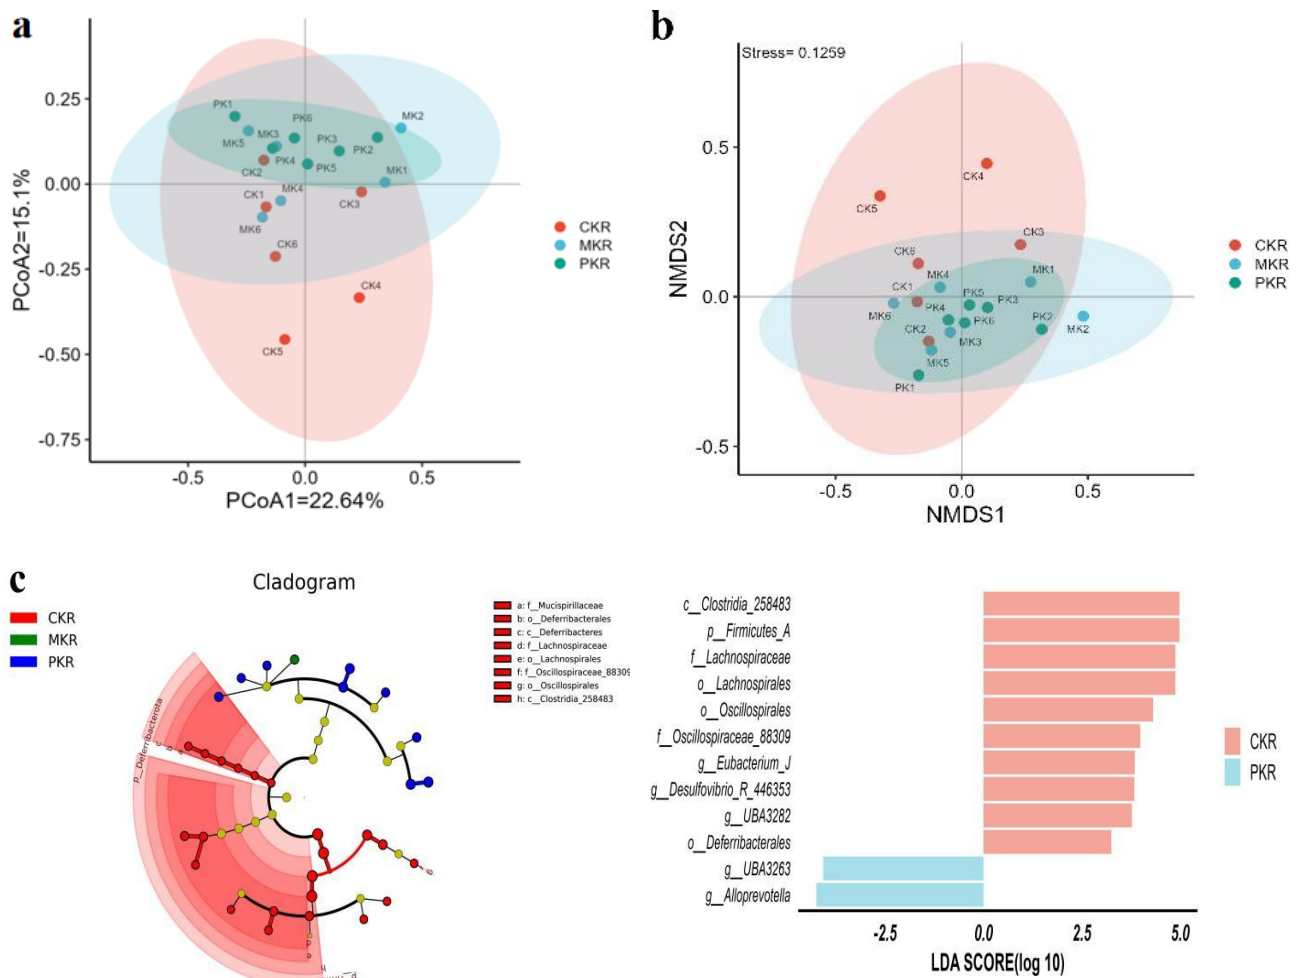 a
0.25
0.00
-0.25
-0.50
-0.75
PCoA2=15.1%
-0.5
0.0
0.5
PCoA1=22.64%
PK1
MK5
MK3
PK6
PK3
PK2
MK2
CK2
PK4
PK5
MK1
CK1
MK4
CK3
MK6
CK6
CK4
CK5
CKR
MKR
PKR
b
Stress= 0.1259
0.5
0.0
-0.5
NMDS2
-0.5
0.0
0.5
NMDS1
CK4
CK5
CK3
CK6
MK4
MK1
CK1
PK5
PK3
MK6
PK4
PK6
PK2
MK2
CK2
MK3
MK5
PK1
CKR
MKR
PKR
c
Cladogram
CKR
MKR
PKR
a: f__Mucispirillaceae
b: o__Deferribacterales
c: c__Deferribacteres
d: f__Lachnospiraceae
e: o__Lachnospirales
f: f__Oscillospiraceae_88309
g: o__Oscillospirales
h: c__Clostridia_258483
p__Deferribacterota
c
b
a
h
c__Clostridia_258483
p__Firmicutes_A
f__Lachnospiraceae
o__Lachnospirales
o__Oscillospirales
f__Oscillospiraceae_88309
g__Eubacterium_J
g__Desulfovibrio_R_446353
g__UBA3282
o__Deferribacterales
g__UBA3263
g__Alloprevotella
-2.5
0.0
2.5
5.0
LDA SCORE(log 10)
CKR
PKR